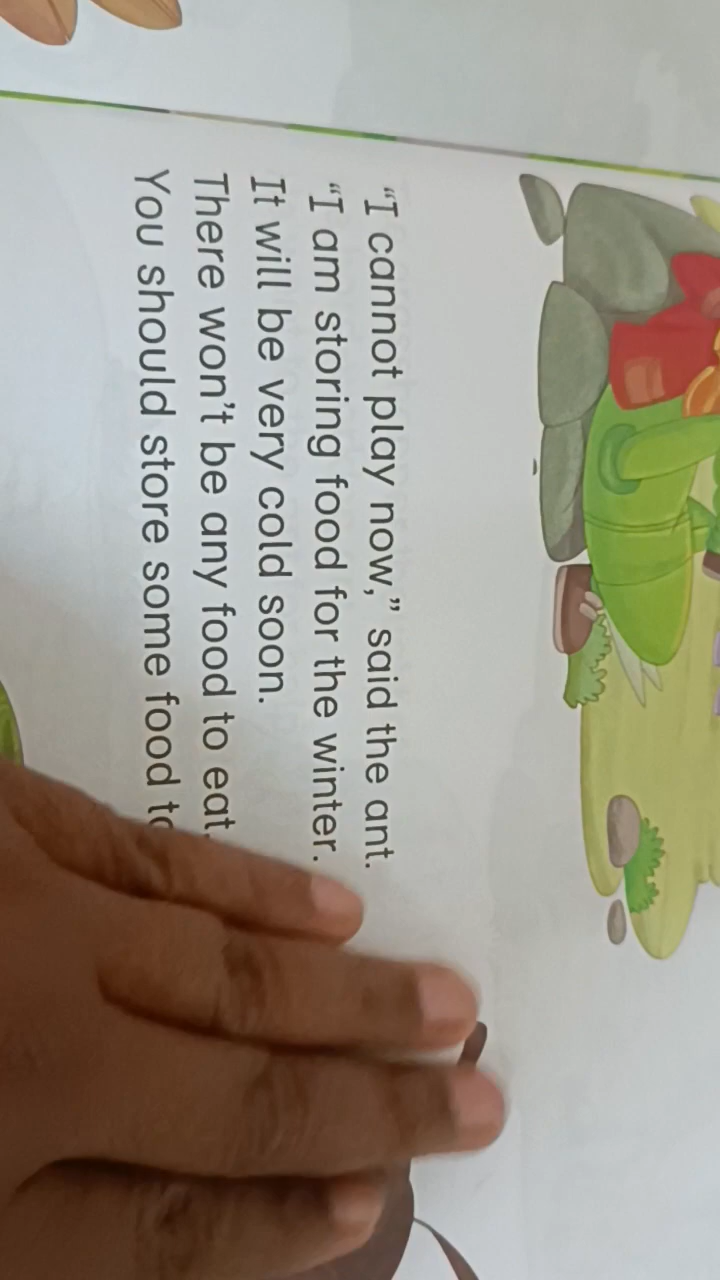 “I cannot play now,” said the ant.
“I am storing food for the winter.
It will be very cold soon.
There won’t be any food to eat.
You should store some food